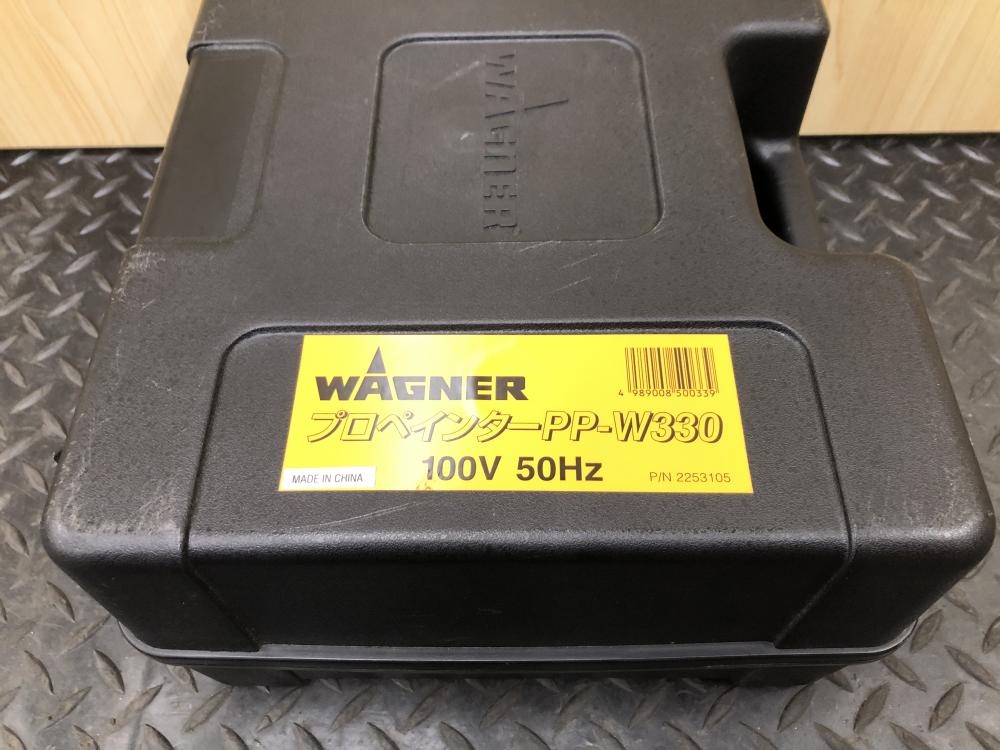 WAGNER
WAGNER
4 989008 500339
プロペインターPP-W330
100V 50Hz
MADE IN CHINA
P/N 2253105